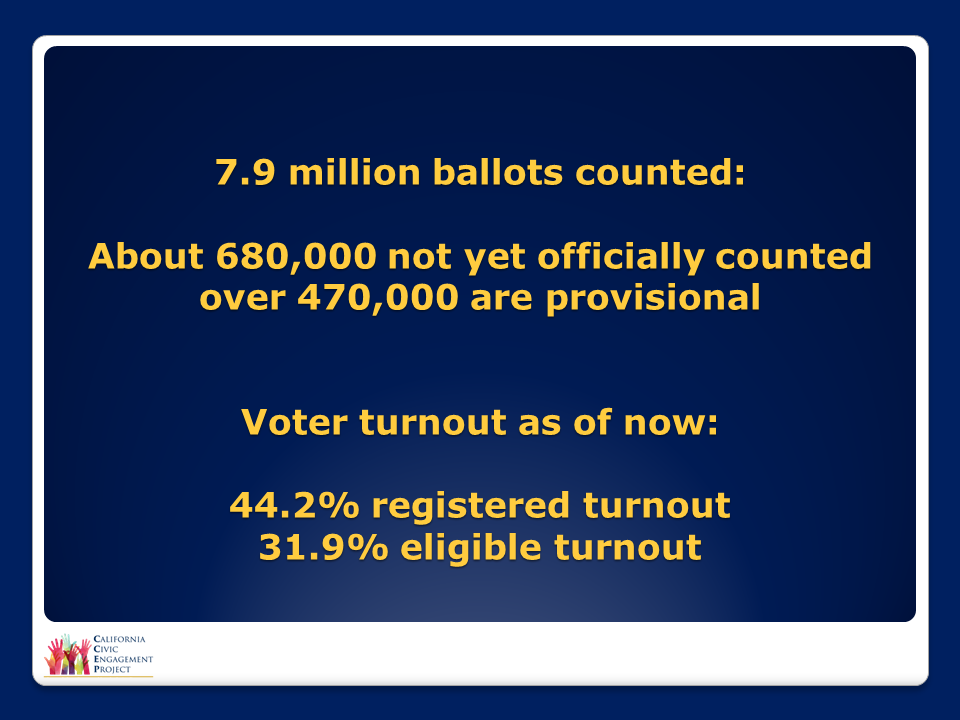 7.9 million ballots counted:
About 680,000 not yet officially counted
over 470,000 are provisional
Voter turnout as of now:
44.2% registered turnout
31.9% eligible turnout
CALIFORNIA
CIVIC
ENGAGEMENT
PROJECT